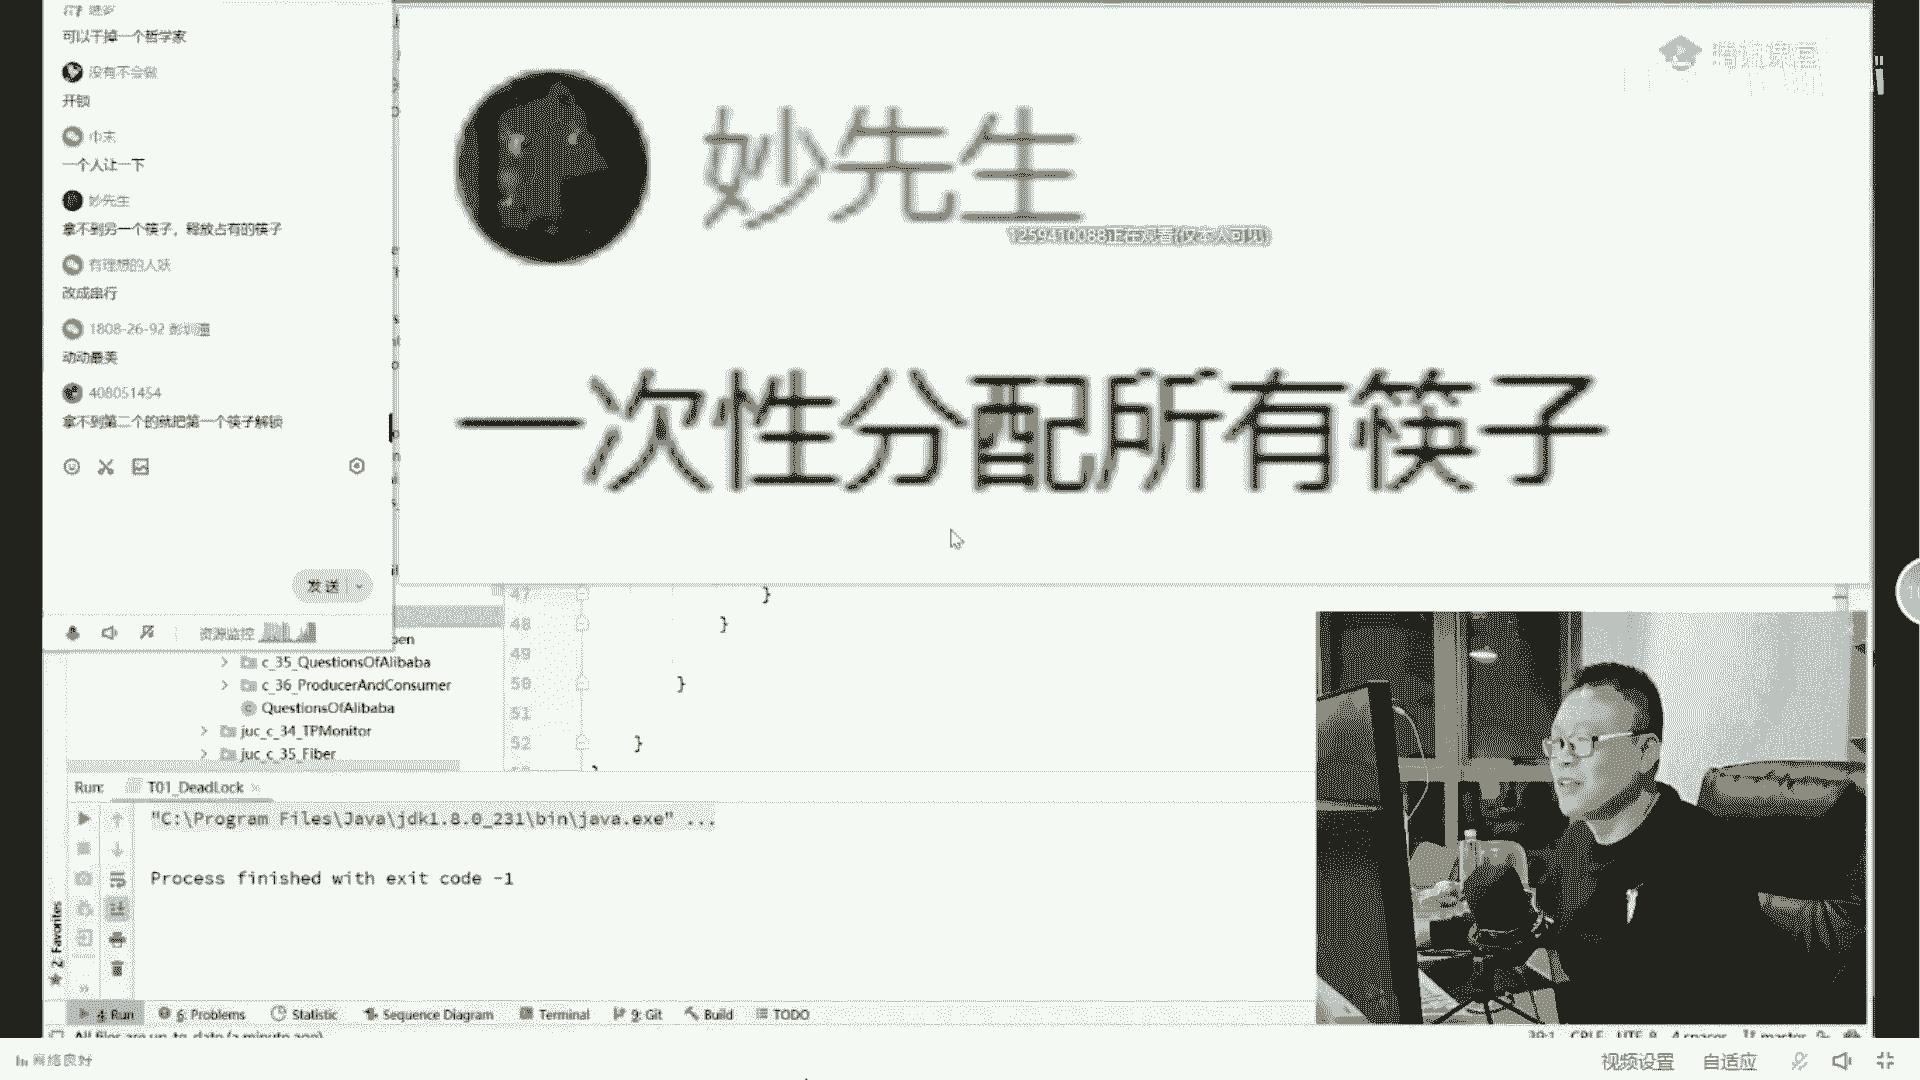 可以干掉一个哲学家
没有不会做
开锁
巾末
一个人让一下
妙先生
拿不到另一个筷子，释放占有的筷子
有理想的人妖
改成串行
1808-26-92
动动最美
408051454
拿不到第二个的就把第一个筷子解锁
发送
资源监控
腾讯课堂
妙先生
1259410088正在观看(仅本人可见)
一次性分配所有筷子
c_35_QuestionsOfAlibaba
c_36_ProducerAndConsumer
QuestionsOfAlibaba
juc_c_34_TPMonitor
juc_c_35_Fiber
47 }
48 }
49
50 }
51
52 }
Run: T01_DeadLock
"C:\Program Files\Java\jdk1.8.0_231\bin\java.exe" ...
Process finished with exit code -1
2: Favorites
4: Run 6: Problems Statistic Sequence Diagram Terminal 9: Git Build TODO
All files are up-to-date (a minute ago)
39:1 CRLF UTF-8 4 spaces master
网络良好
视频设置 自适应